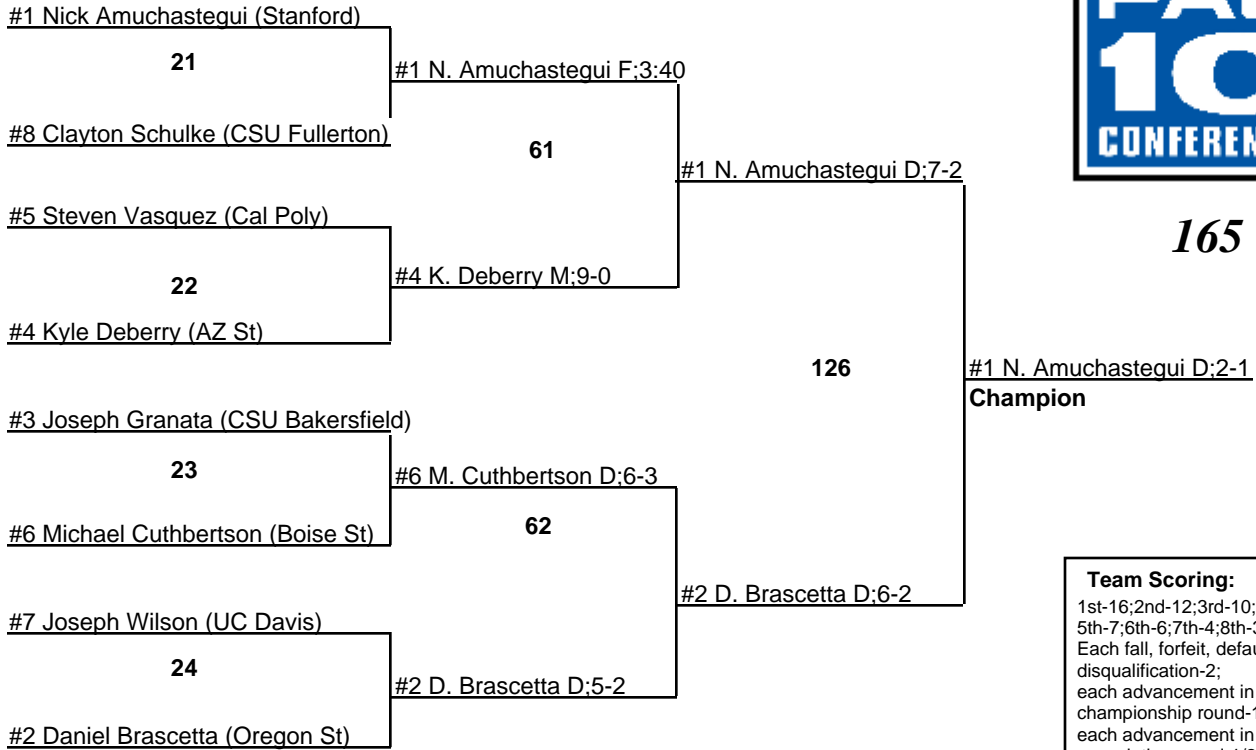 #1 Nick Amuchastegui (Stanford)
21
#1 N. Amuchastegui F;3:40
#8 Clayton Schulke (CSU Fullerton)
61
#1 N. Amuchastegui D;7-2
#5 Steven Vasquez (Cal Poly)
22
#4 K. Deberry M;9-0
#4 Kyle Deberry (AZ St)
10
165
126
#1 N. Amuchastegui D;2-1
Champion
#3 Joseph Granata (CSU Bakersfield)
23
#6 M. Cuthbertson D;6-3
#6 Michael Cuthbertson (Boise St)
62
#2 D. Brascetta D;6-2
#7 Joseph Wilson (UC Davis)
24
#2 D. Brascetta D;5-2
#2 Daniel Brascetta (Oregon St)
Team Scoring:
1st-16;2nd-12;3rd-10;
5th-7;6th-6;7th-4;8th-3
Each fall, forfeit,
disqualification-2;
each advancement in
championship
each advancement in